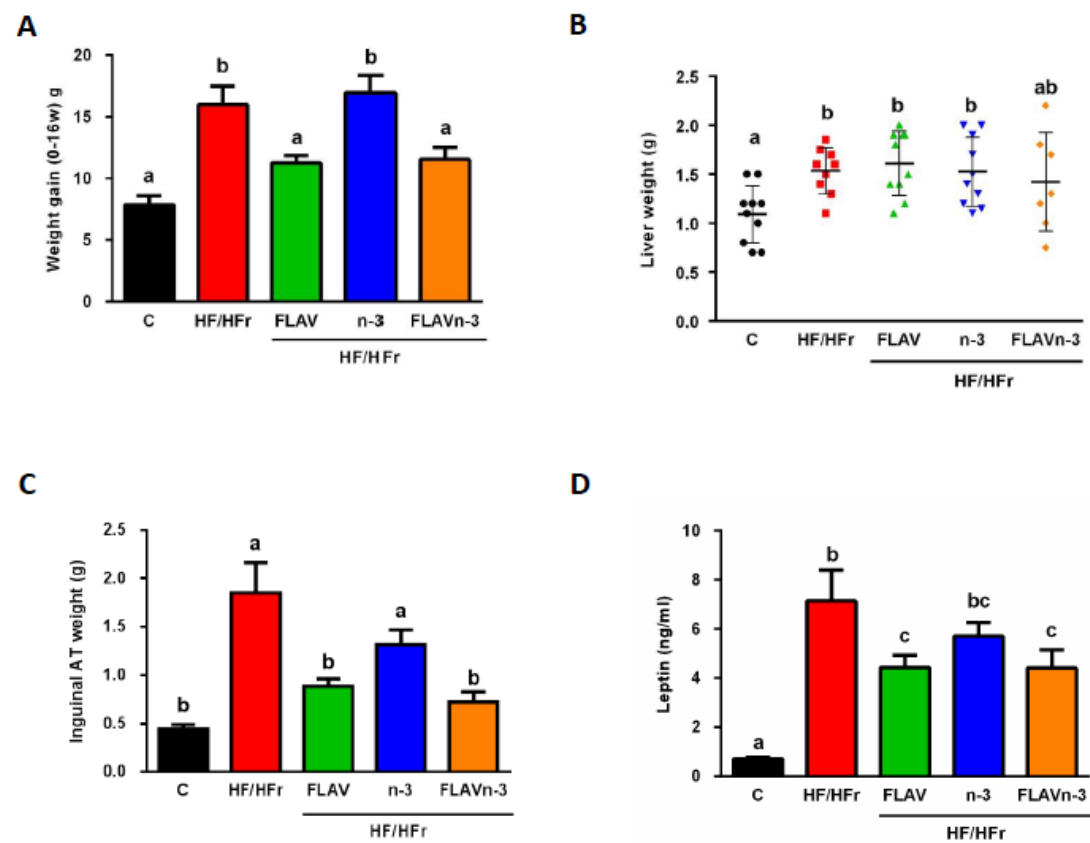 A
Weight gain (0-16w) g
20
15
10
5
0
a
b
a
b
a
C
HF/HFr
FLAV
n-3
FLAVn-3
HF/HFr
B
Liver weight (g)
2.5
2.0
1.5
1.0
0.5
0.0
a
b
b
b
ab
C
HF/HFr
FLAV
n-3
FLAVn-3
HF/HFr
C
Inguinal AT weight (g)
2.5
2.0
1.5
1.0
0.5
0.0
b
a
b
a
b
C
HF/HFr
FLAV
n-3
FLAVn-3
HF/HFr
D
Leptin (ng/ml)
10
8
6
4
2
0
a
b
c
bc
c
C
HF/HFr
FLAV
n-3
FLAVn-3
HF/HFr